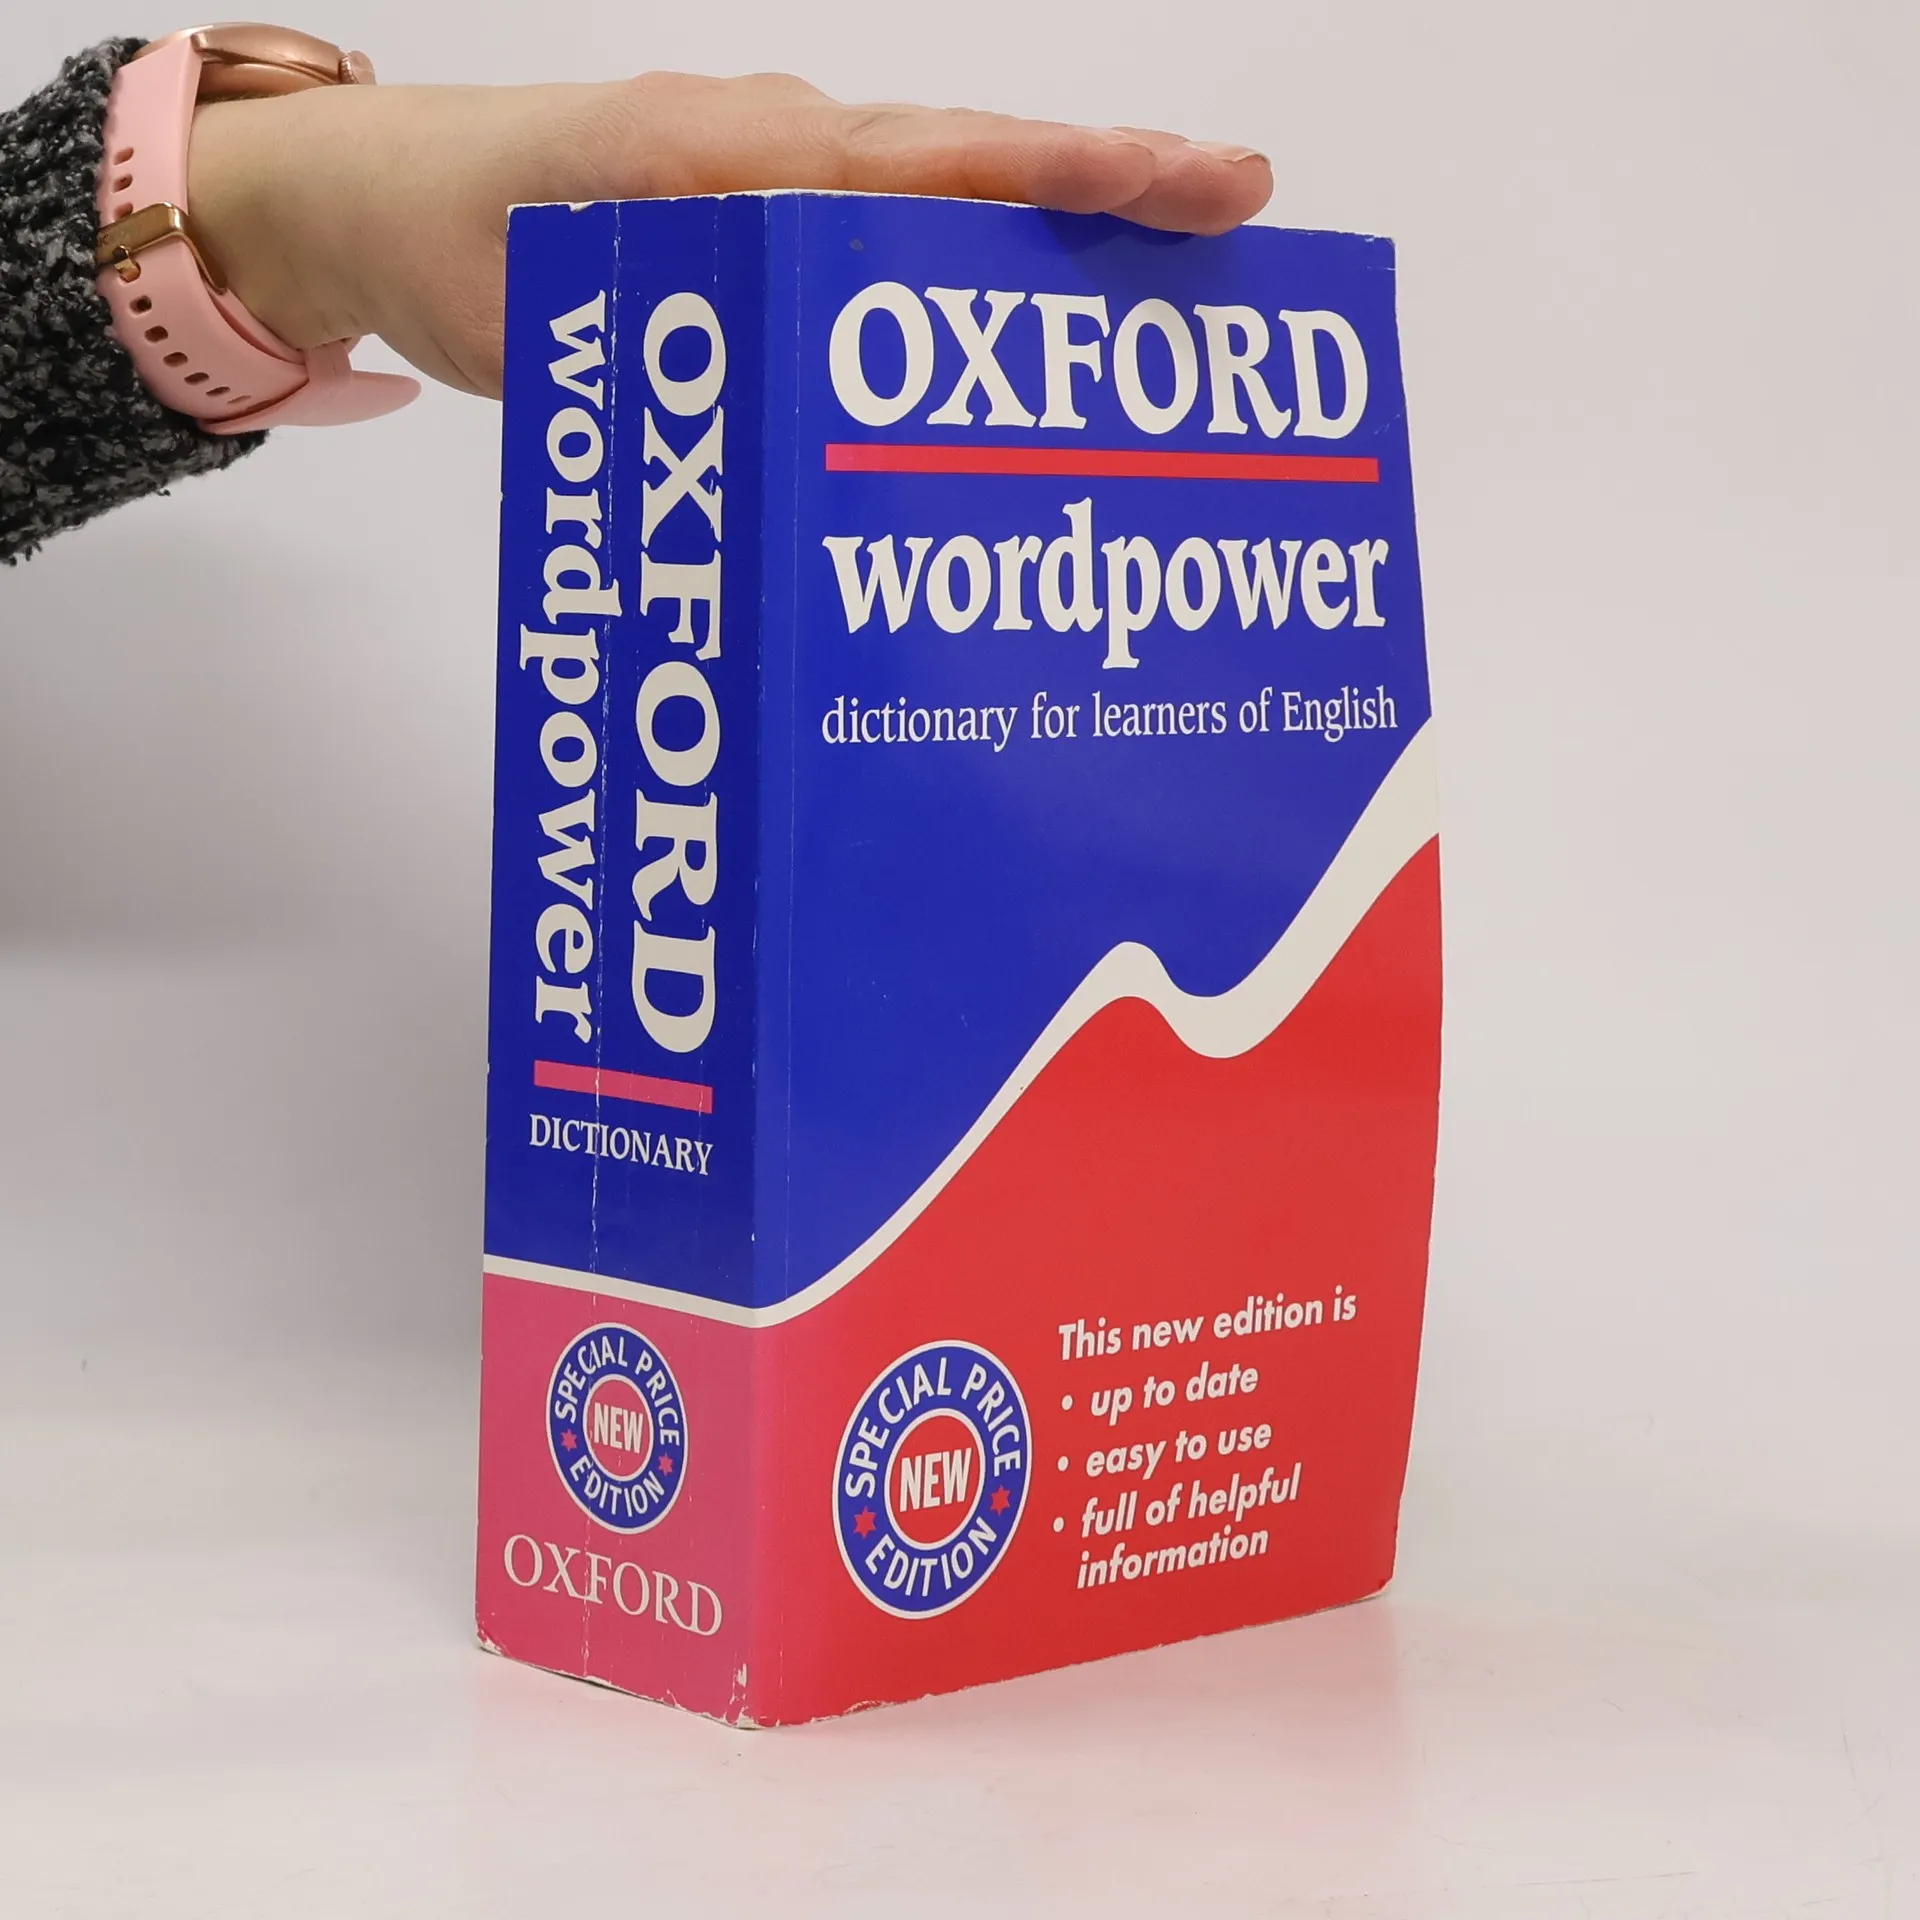 OXFORD
wordpower
DICTIONARY
SPECIAL PRICE
NEW
EDITION
OXFORD
OXFORD
wordpower
dictionary for learners of English
This new edition is
• up to date
• easy to use
• full of helpful
information
SPECIAL PRICE
NEW
EDITION